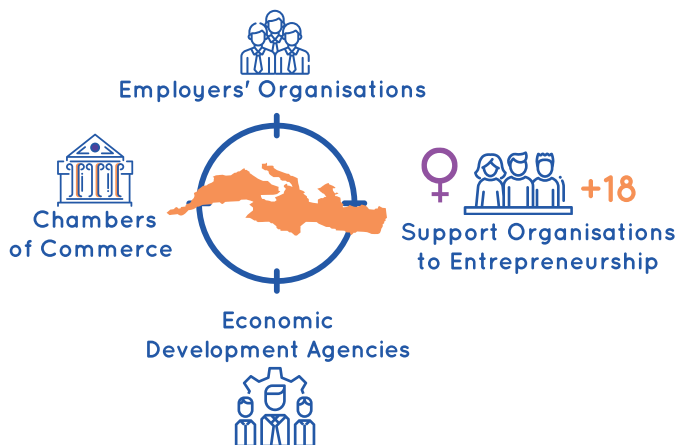 Employers' Organisations
Chambers
of Commerce
+18
Support Organisations
to Entrepreneurship
Economic
Development Agencies